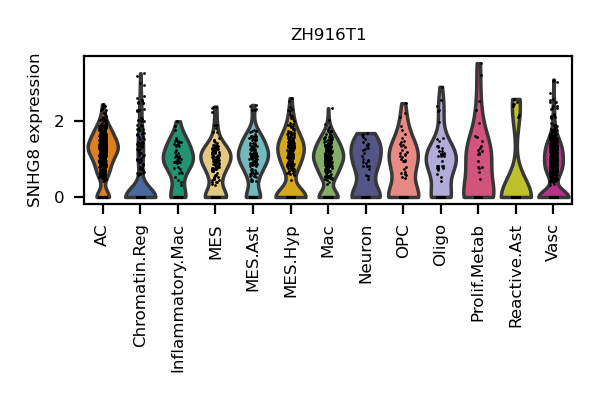 ZH916T1
SNHG8 expression
2
0
AC
Chromatin.Reg
Inflammatory.Mac
MES
MES.Ast
MES.Hyp
Mac
Neuron
OPC
Oligo
Prolif.Metab
Reactive.Ast
Vasc